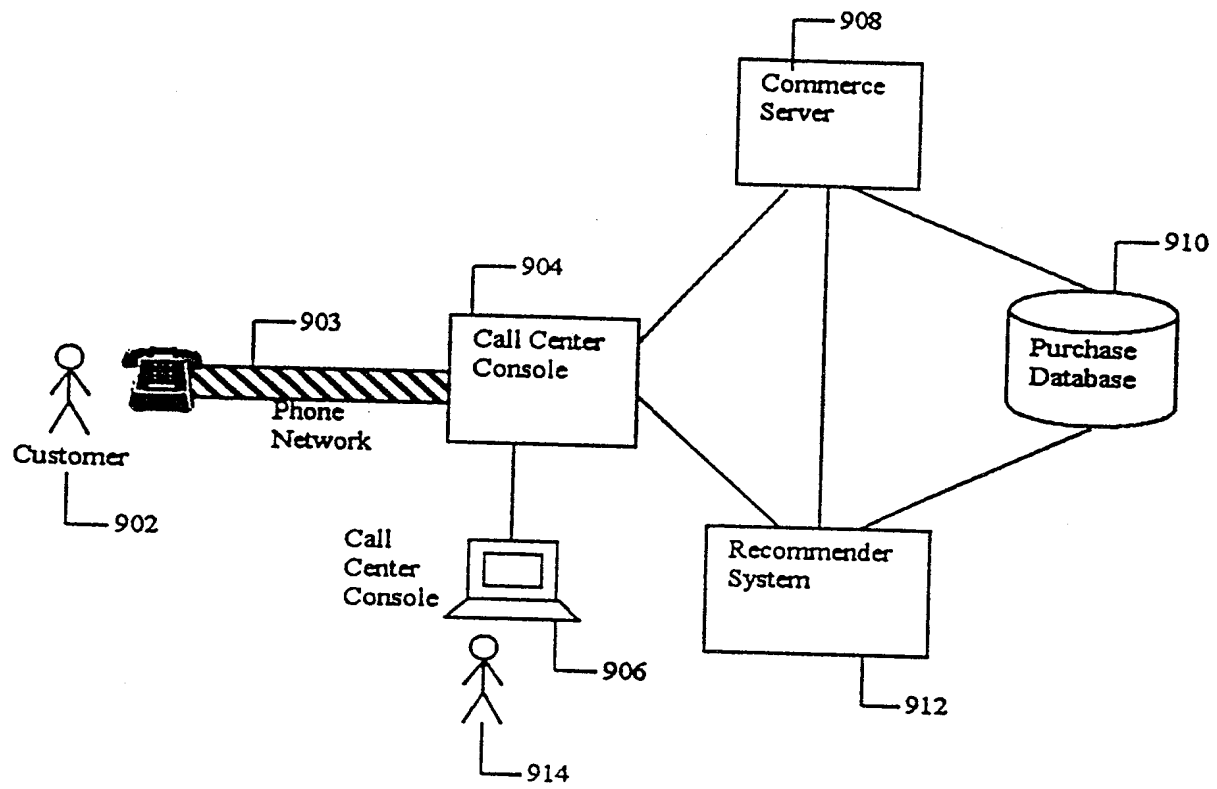 908
Commerce
Server
910
904
903
Call Center
Console
Purchase
Database
Phone
Network
Customer
902
Call
Center
Console
Recommender
System
906
912
914